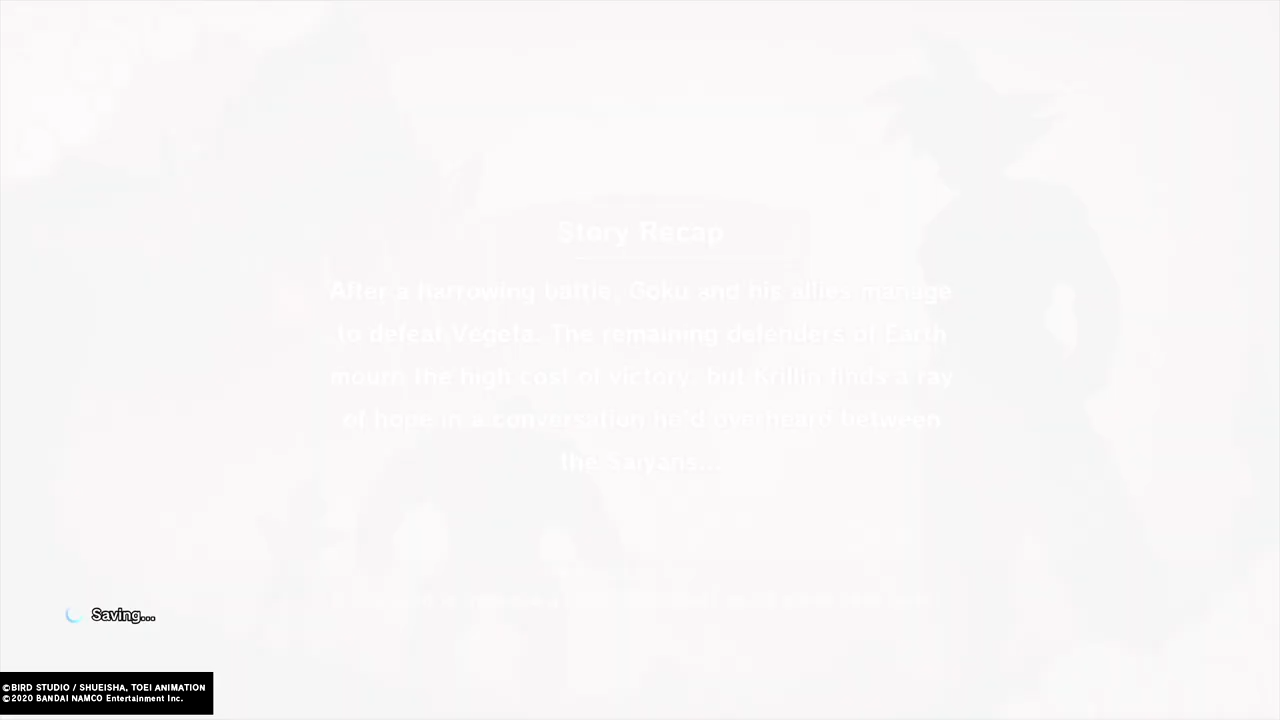 Story Recap
After a harrowing battle, Goku and his allies manage
to defeat Vegeta. The remaining defenders of Earth
mourn the high cost of victory, but Krillin finds a ray
of hope in a conversation he'd overheard between
the Saiyans...
Saving...
©BIRD STUDIO / SHUEISHA, TOEI ANIMATION
©2020 BANDAI NAMCO Entertainment Inc.